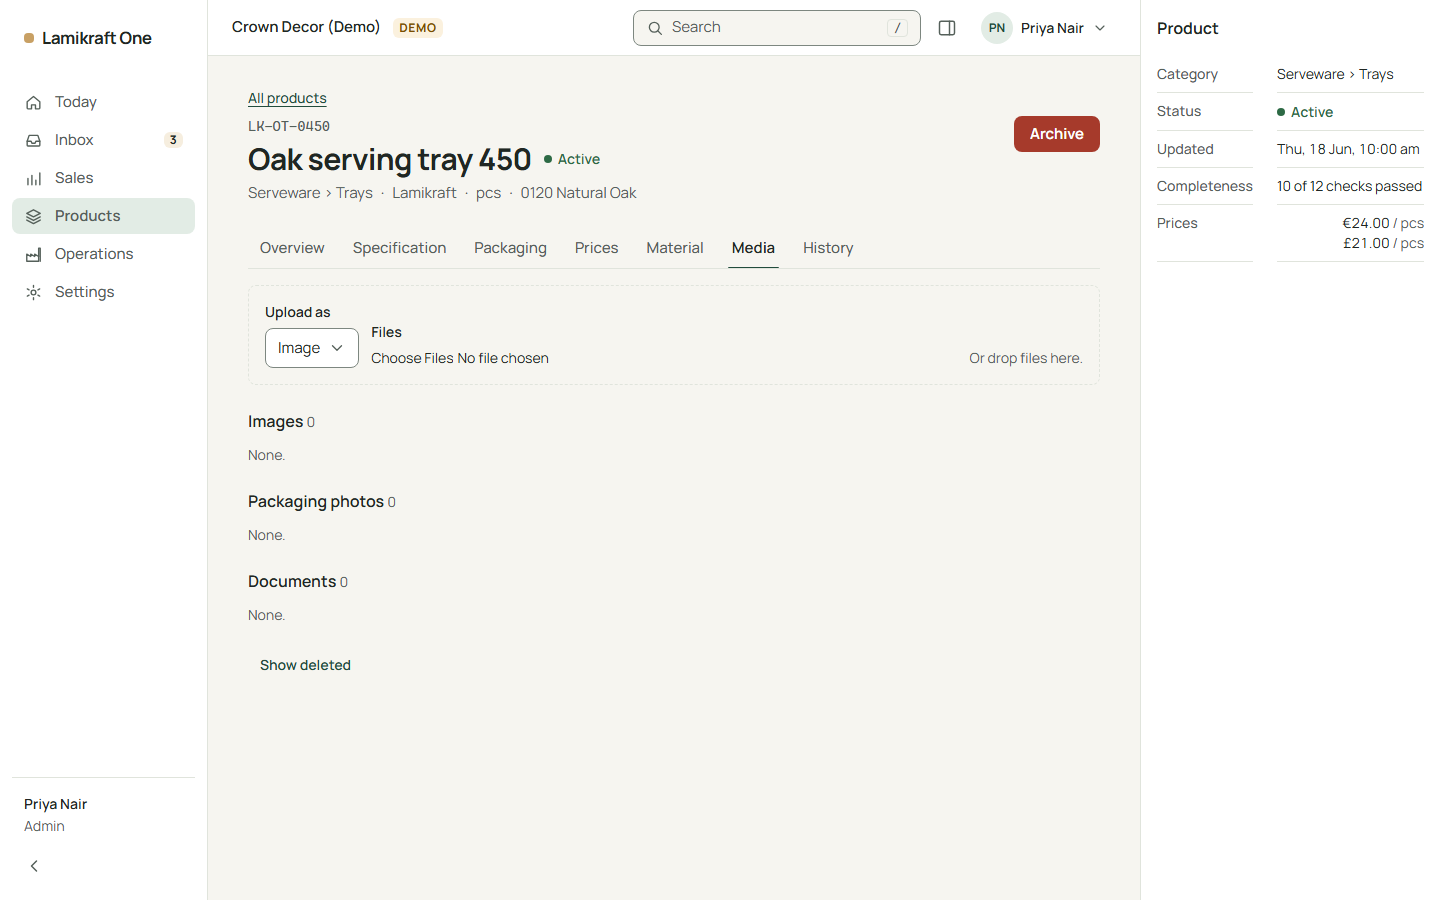 Lamikraft One
Today
Inbox 3
Sales
Products
Operations
Settings
Priya Nair
Admin
Crown Decor (Demo) DEMO
Search /
PN Priya Nair
All products
LK-OT-0450
Oak serving tray 450 Active
Serveware > Trays · Lamikraft · pcs · 0120 Natural Oak
Archive
Overview Specification Packaging Prices Material Media History
Upload as
Image
Files
Choose Files No file chosen
Or drop files here.
Images 0
None.
Packaging photos 0
None.
Documents 0
None.
Show deleted
Product
Category Serveware > Trays
Status Active
Updated Thu, 18 Jun, 10:00 am
Completeness 10 of 12 checks passed
Prices €24.00 / pcs
£21.00 / pcs